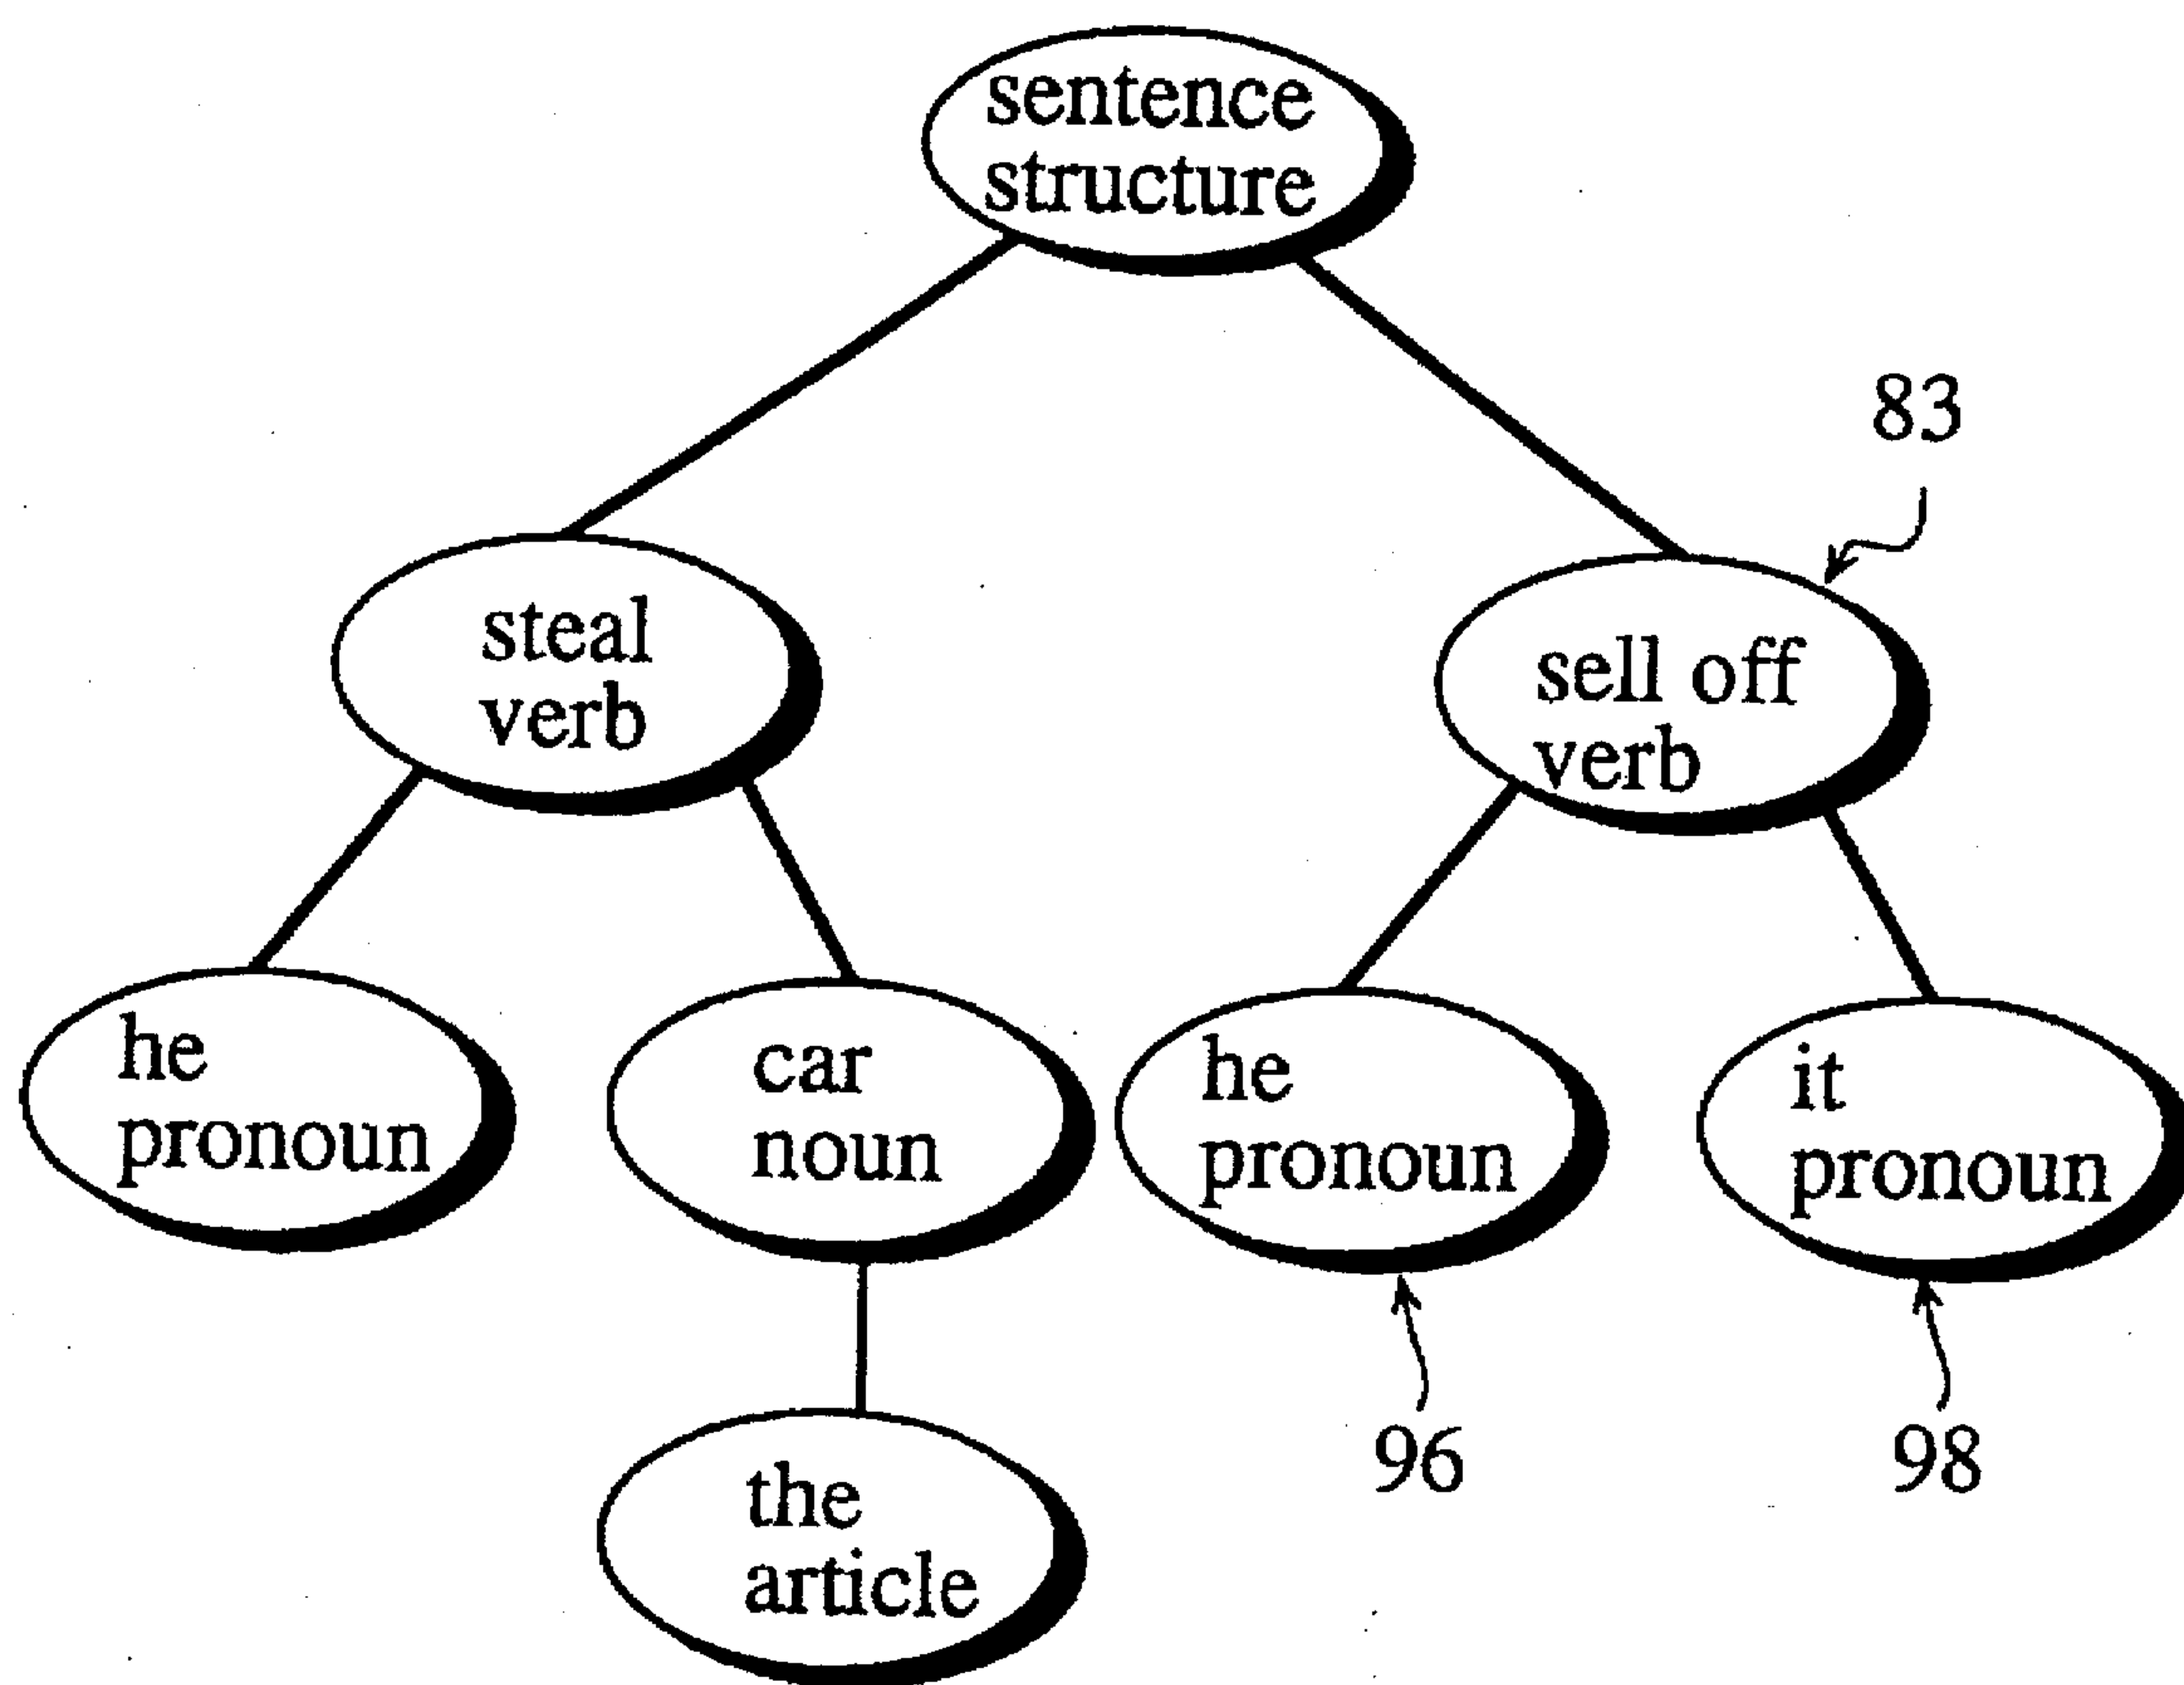 sentence
structure
83
steal
verb
sell off
verb
he
pronoun
car
noun
he
pronoun
it
pronoun
96
98
the
article